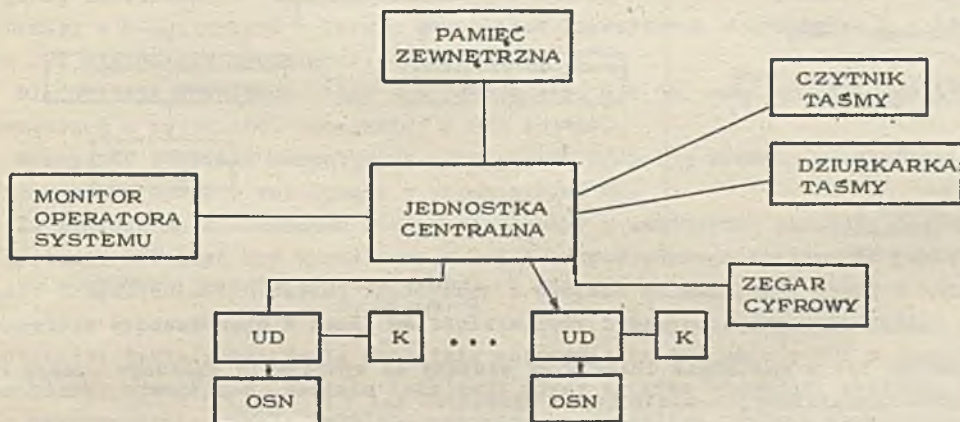 PAMIĘĆ
ZEWNĘTRZNA
CZYTNIK
TAŚMY
DZIURKARKA
TAŚMY
MONITOR
OPERATORA
SYSTEMU
JEDNOSTKA
CENTRALNA
ZEGAR
CYFROWY
UD
K
...
UD
K
OSN
OSN